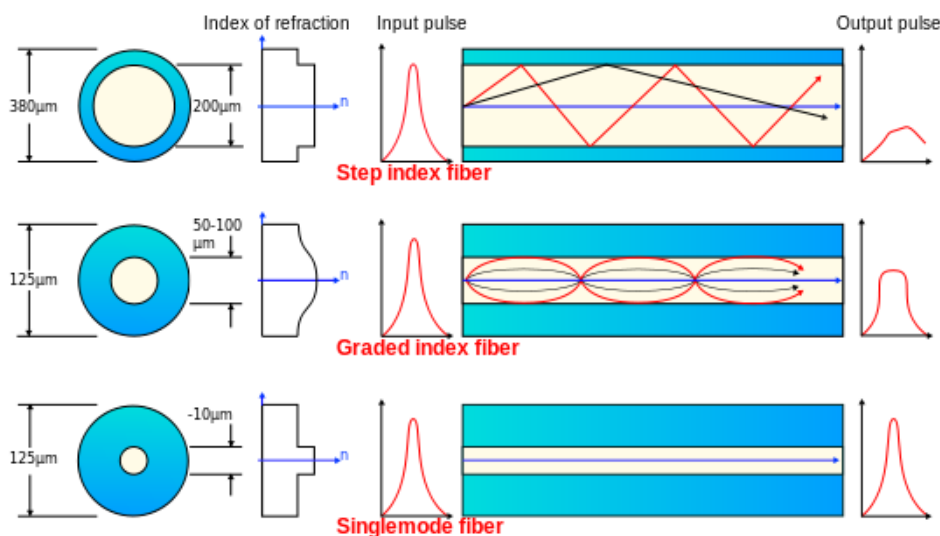 Index of refraction
Input pulse
Output pulse
380μm
200μm
n
Step index fiber
50-100
μm
125μm
n
Graded index fiber
-10μm
125μm
n
Singlemode fiber